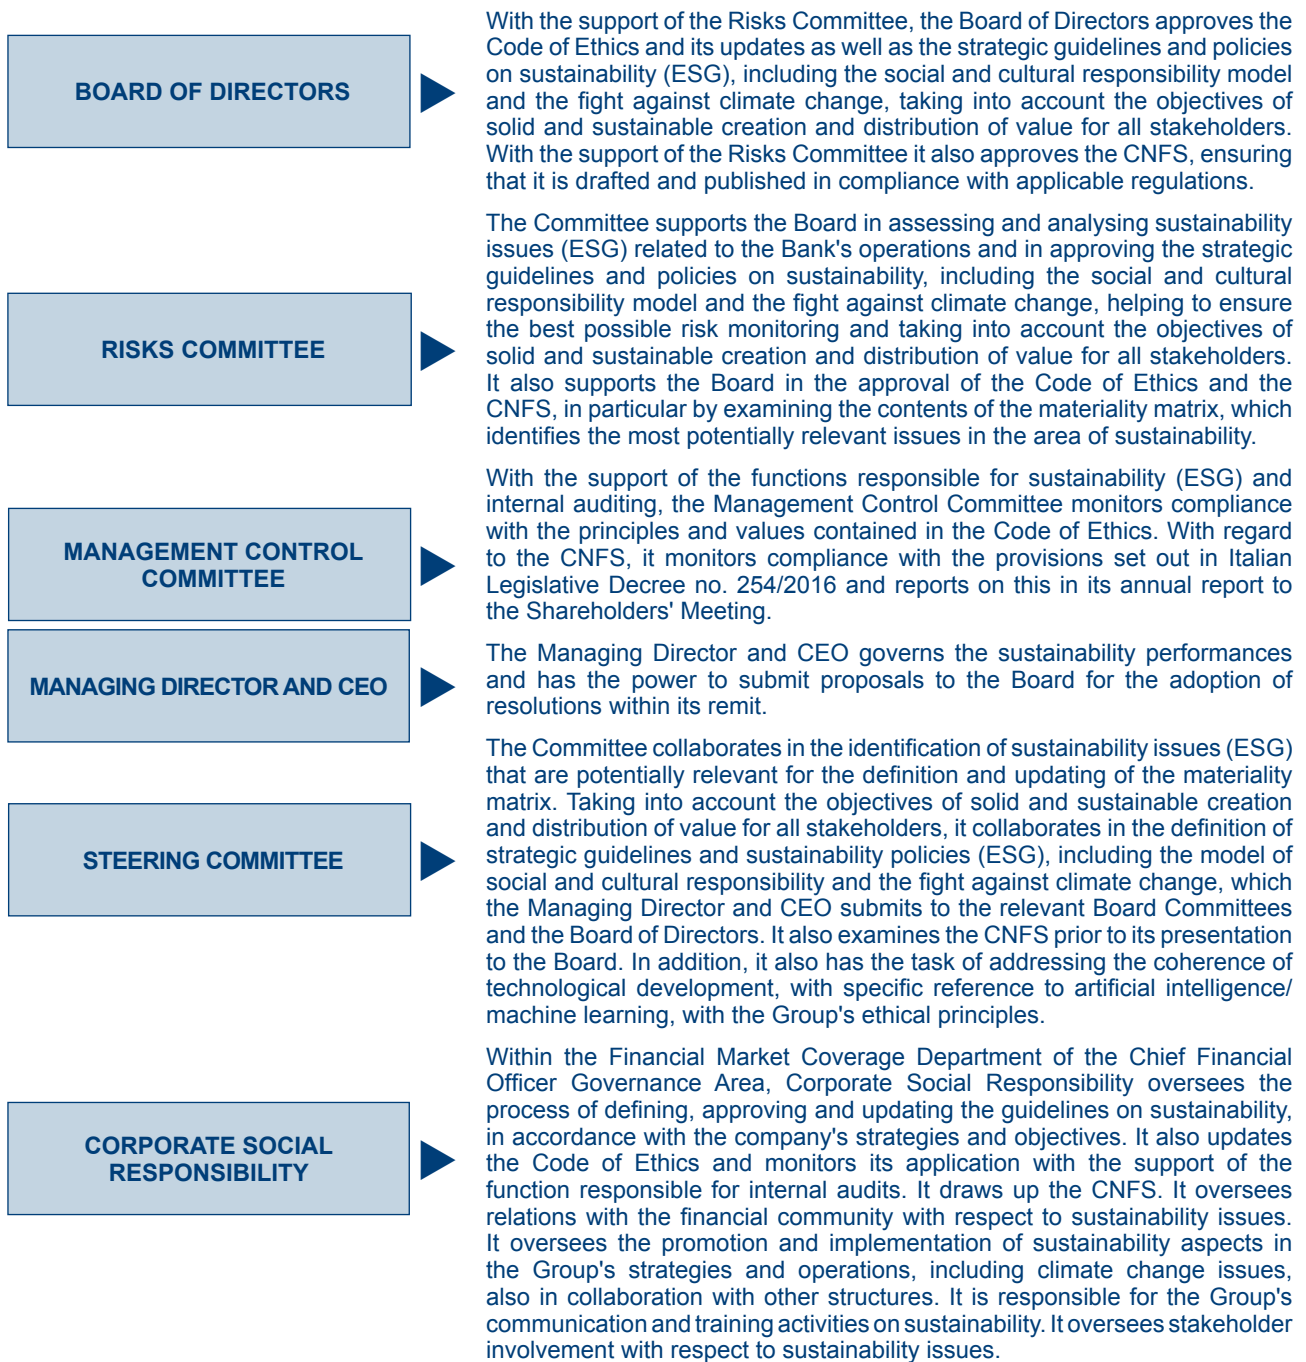 BOARD OF DIRECTORS
With the support of the Risks Committee, the Board of Directors approves the
Code of Ethics and its updates as well as the strategic guidelines and policies
on sustainability (ESG), including the social and cultural responsibility model
and the fight against climate change, taking into account the objectives of
solid and sustainable creation and distribution of value for all stakeholders.
With the support of the Risks Committee it also approves the CNFS, ensuring
that it is drafted and published in compliance with applicable regulations.
RISKS COMMITTEE
The Committee supports the Board in assessing and analysing sustainability
issues (ESG) related to the Bank's operations and in approving the strategic
guidelines and policies on sustainability, including the social and cultural
responsibility model and the fight against climate change, helping to ensure
the best possible risk monitoring and taking into account the objectives of
solid and sustainable creation and distribution of value for all stakeholders.
It also supports the Board in the approval of the Code of Ethics and the
CNFS, in particular by examining the contents of the materiality matrix, which
identifies the most potentially relevant issues in the area of sustainability.
MANAGEMENT CONTROL
COMMITTEE
With the support of the functions responsible for sustainability (ESG) and
internal auditing, the Management Control Committee monitors compliance
with the principles and values contained in the Code of Ethics. With regard
to the CNFS, it monitors compliance with the provisions set out in Italian
Legislative Decree no. 254/2016 and reports on this in its annual report to
the Shareholders' Meeting.
MANAGING DIRECTOR AND CEO
The Managing Director and CEO governs the sustainability performances
and has the power to submit proposals to the Board for the adoption of
resolutions within its remit.
STEERING COMMITTEE
The Committee collaborates in the identification of sustainability issues (ESG)
that are potentially relevant for the definition and updating of the materiality
matrix. Taking into account the objectives of solid and sustainable creation
and distribution of value for all stakeholders, it collaborates in the definition of
strategic guidelines and sustainability policies (ESG), including the model of
social and cultural responsibility and the fight against climate change, which
the Managing Director and CEO submits to the relevant Board Committees
and the Board of Directors. It also examines the CNFS prior to its presentation
to the Board. In addition, it also has the task of addressing the coherence of
technological development, with specific reference to artificial intelligence/
machine learning, with the Group's ethical principles.
CORPORATE SOCIAL
RESPONSIBILITY
Within the Financial Market Coverage Department of the Chief Financial
Officer Governance Area, Corporate Social Responsibility oversees the
process of defining, approving and updating the guidelines on sustainability,
in accordance with the company's strategies and objectives. It also updates
the Code of Ethics and monitors its application with the support of the
function responsible for internal audits. It draws up the CNFS. It oversees
relations with the financial community with respect to sustainability issues.
It oversees the promotion and implementation of sustainability aspects in
the Group's strategies and operations, including climate change issues,
also in collaboration with other structures. It is responsible for the Group's
communication and training activities on sustainability. It oversees stakeholder
involvement with respect to sustainability issues.